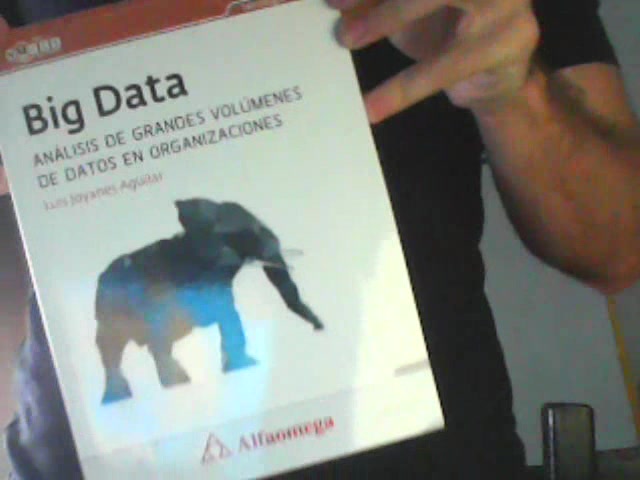 Big Data
ANÁLISIS DE GRANDES VOLÚMENES
DE DATOS EN ORGANIZACIONES
Luis Joyanes Aguilar
Alfaomega